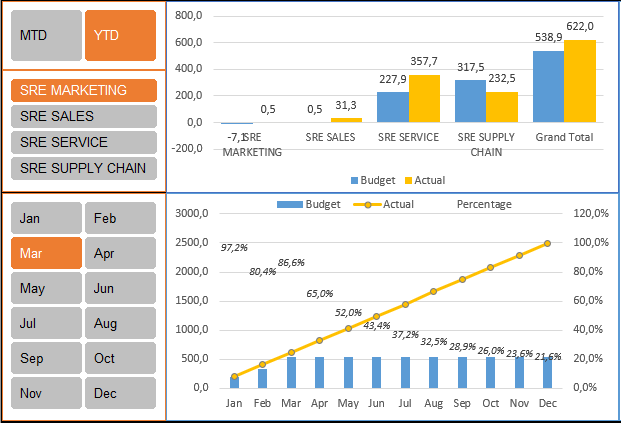 MTD YTD
SRE MARKETING
SRE SALES
SRE SERVICE
SRE SUPPLY CHAIN
800,0
600,0
400,0
200,0
0,0
-200,0
-7,1 0,5
0,5 31,3
227,9 357,7
317,5 232,5
538,9 622,0
SRE MARKETING
SRE SALES
SRE SERVICE
SRE SUPPLY CHAIN
Grand Total
Budget Actual
Jan Feb
Mar Apr
May Jun
Jul Aug
Sep Oct
Nov Dec
Budget Actual Percentage
3000,0
2500,0
2000,0
1500,0
1000,0
500,0
0,0
120,0%
100,0%
80,0%
60,0%
40,0%
20,0%
0,0%
97,2% 80,4% 86,6% 65,0% 52,0% 43,4% 37,2% 32,5% 28,9% 26,0% 23,6% 21,6%
Jan Feb Mar Apr May Jun Jul Aug Sep Oct Nov Dec